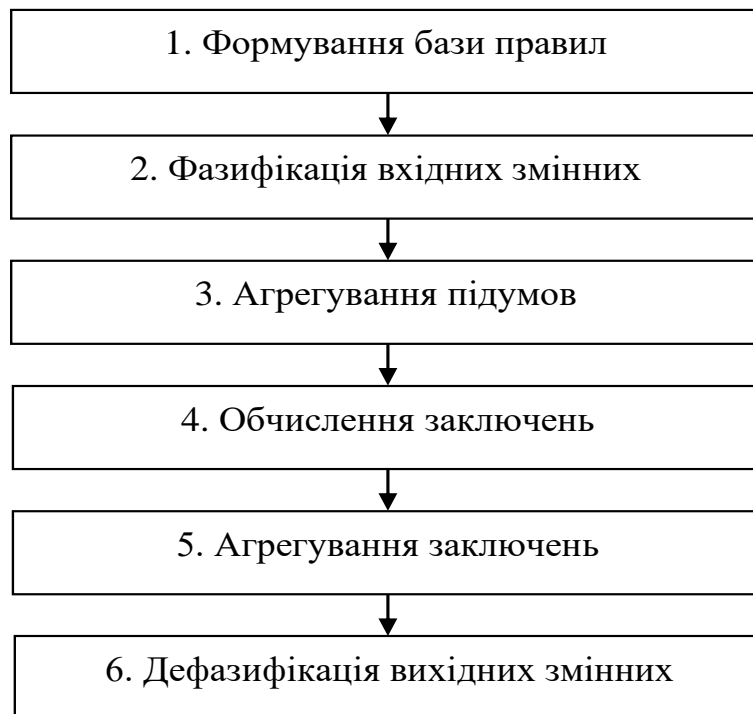 1. Формування бази правил
2. Фазифікація вхідних змінних
3. Агрегування підумов
4. Обчислення заключень
5. Агрегування заключень
6. Дефазифікація вихідних змінних